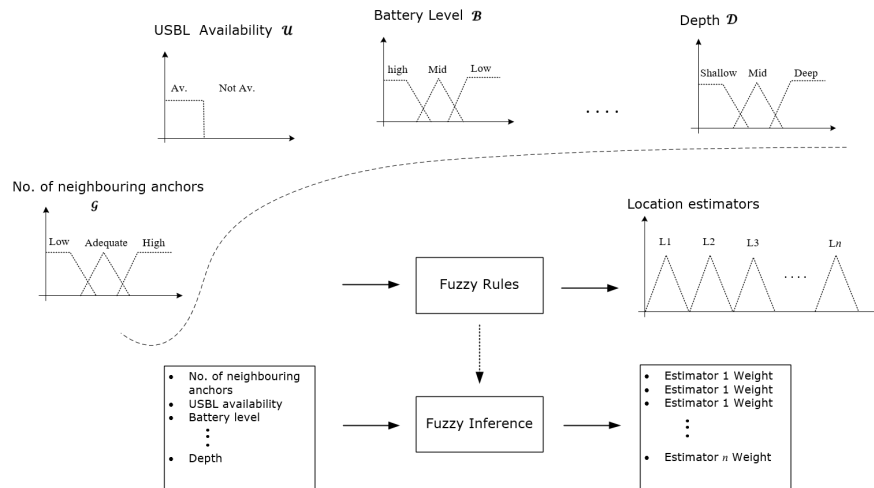 USBL Availability 𝓤
Av.
Not Av.
Battery Level 𝓑
high
Mid
Low
. . . .
Depth 𝓓
Shallow
Mid
Deep
No. of neighbouring anchors
𝓖
Low
Adequate
High
Fuzzy Rules
Location estimators
L1
L2
L3
. . . .
Ln
• No. of neighbouring
anchors
• USBL availability
• Battery level
• Depth
Fuzzy Inference
• Estimator 1 Weight
• Estimator 1 Weight
• Estimator 1 Weight
• Estimator n Weight